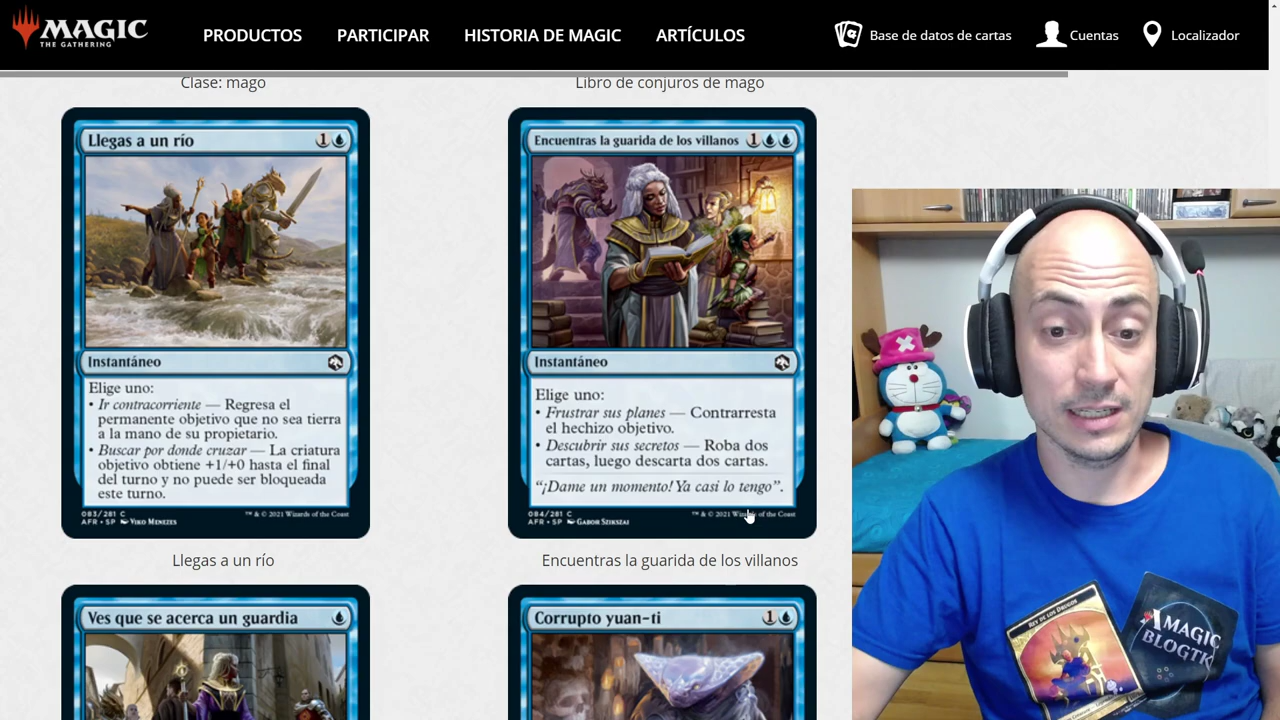 MAGIC
THE GATHERING
PRODUCTOS
PARTICIPAR
HISTORIA DE MAGIC
ARTÍCULOS
Base de datos de cartas
Cuentas
Localizador
Clase: mago
Libro de conjuros de mago
Llegas a un río
1
Instantáneo
Elige uno:
• Ir contracorriente — Regresa el
permanente objetivo que no sea tierra
a la mano de su propietario.
• Buscar por donde cruzar — La criatura
objetivo obtiene +1/+0 hasta el final
del turno y no puede ser bloqueada
este turno.
083/281 C
AFR • SP Viko Menezes
™ & © 2021 Wizards of the Coast
Encuentras la guarida de los villanos
1
Instantáneo
Elige uno:
• Frustrar sus planes — Contrarresta
el hechizo objetivo.
• Descubrir sus secretos — Roba dos
cartas, luego descarta dos cartas.
“¡Dame un momento! Ya casi lo tengo”.
084/281 C
AFR • SP Gabor Szikszai
™ & © 2021 Wizards of the Coast
Llegas a un río
Encuentras la guarida de los villanos
Ves que se acerca un guardia
Corrupto yuan-ti
1
Rey de los Drugos
MAGIC
BLOGTK